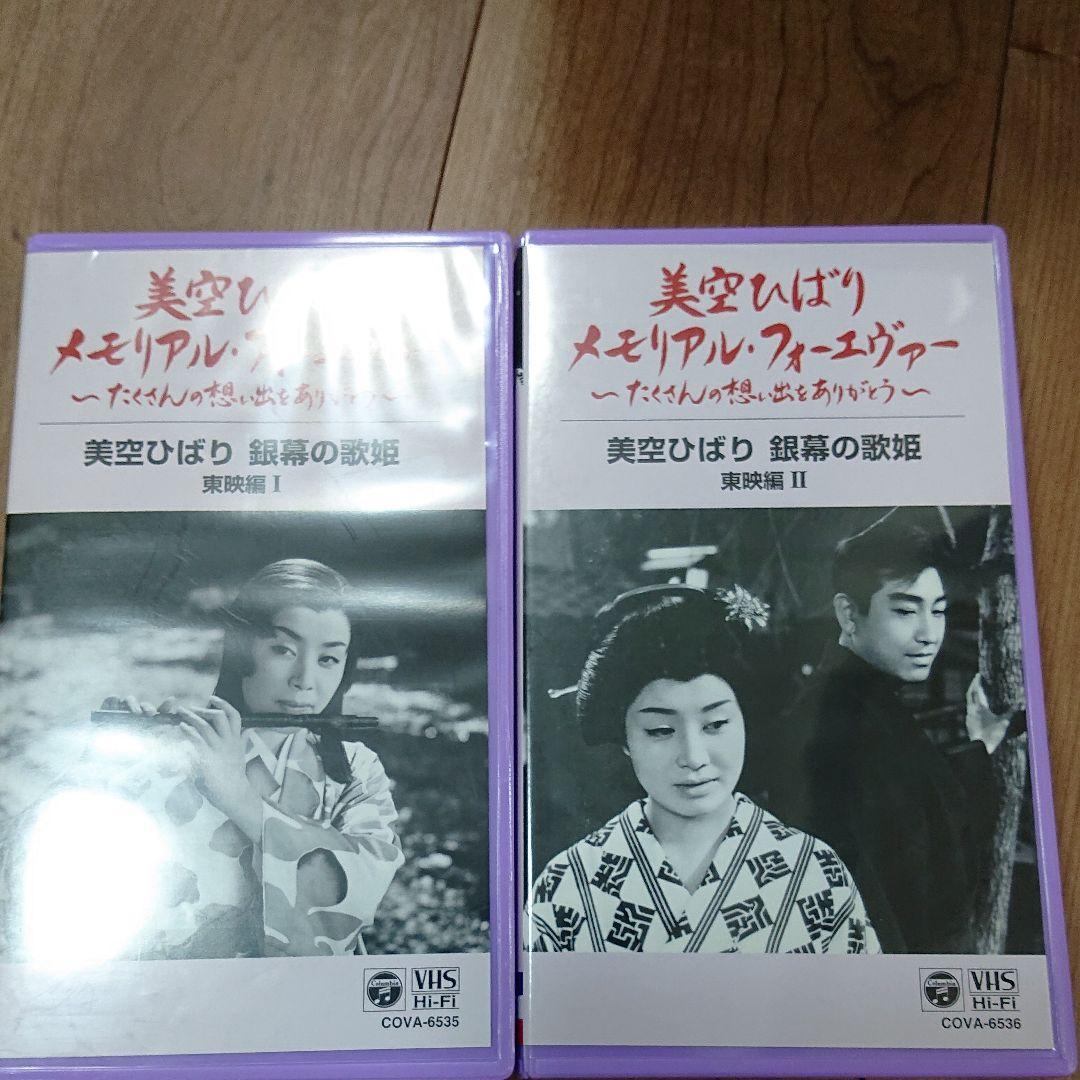 美空ひ
メモリアル・フ
〜たくさんの想い出をあり
美空ひばり 銀幕の歌姫
東映編 I
Columbia
VHS
Hi-Fi
COVA-6535
美空ひばり
メモリアル・フォーエヴァー
〜たくさんの想い出をありがとう〜
美空ひばり 銀幕の歌姫
東映編 II
Columbia
VHS
Hi-Fi
COVA-6536